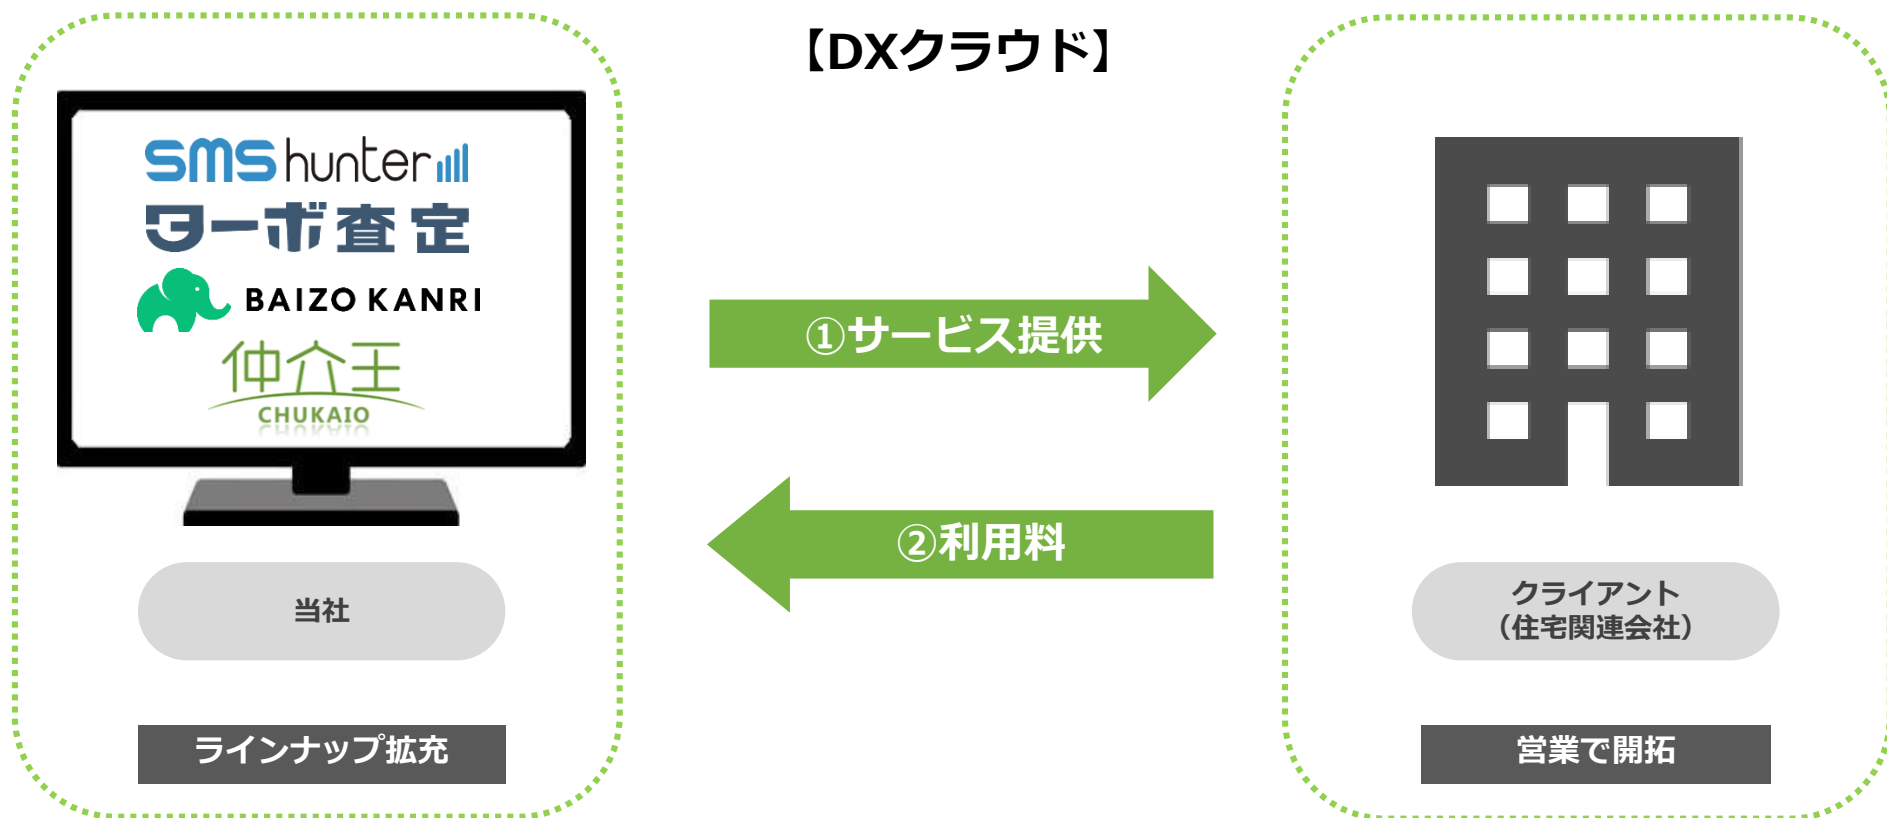 【DXクラウド】
SMS hunter
ターボ査定
BAIZO KANRI
仲介王
CHUKAIO
①サービス提供
②利用料
当社
クライアント
（住宅関連会社）
ラインナップ拡充
営業で開拓